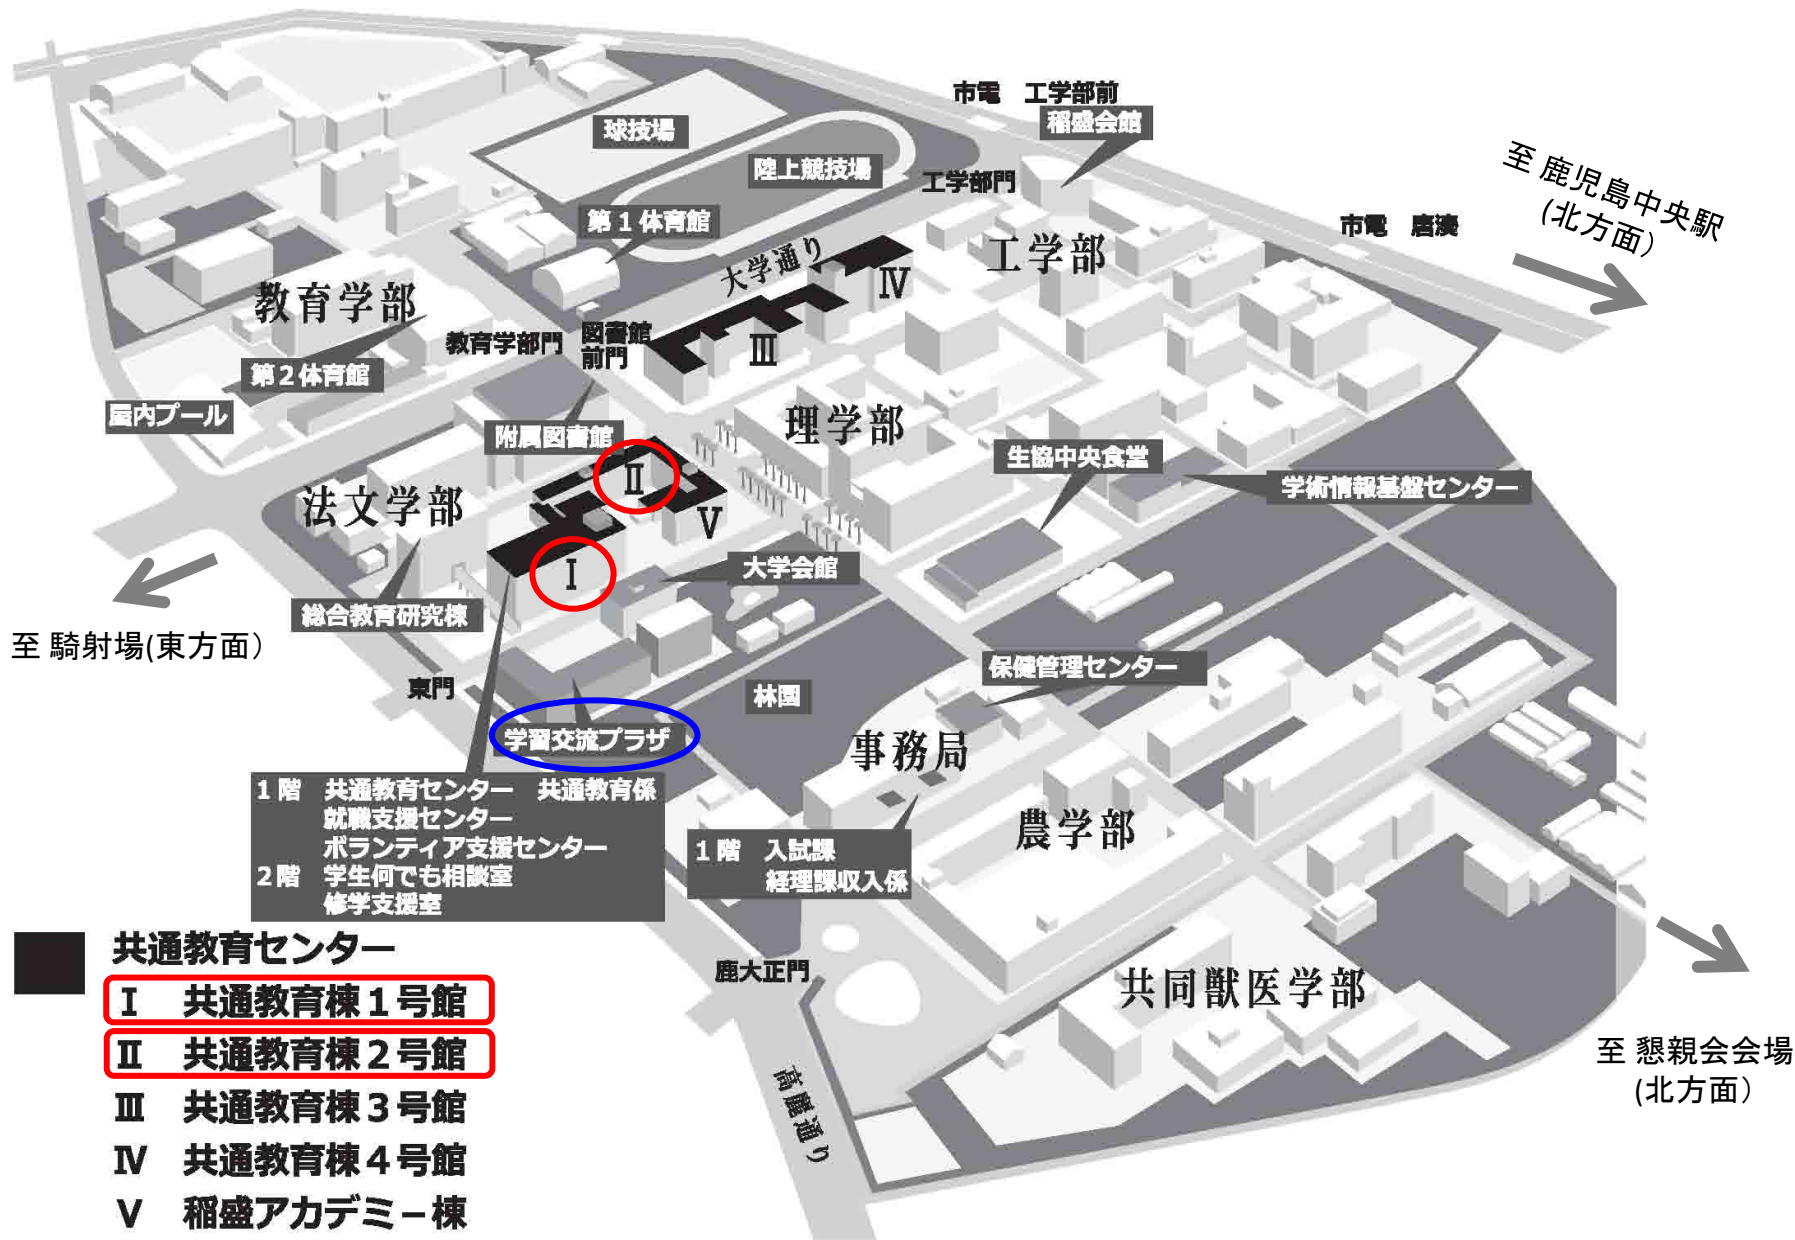 市電 工学部前
稲盛会館
球技場
陸上競技場
工学部門
至 鹿児島中央駅
(北方面)
市電 唐湊
第1体育館
大学通り
工学部
Ⅳ
教育学部
教育学部門
図書館
前門
Ⅲ
第2体育館
屋内プール
附属図書館
理学部
生協中央食堂
学術情報基盤センター
Ⅱ
法文学部
Ⅴ
Ⅰ
大学会館
総合教育研究棟
至 騎射場(東方面)
東門
林園
保健管理センター
学習交流プラザ
事務局
1階 共通教育センター 共通教育係
就職支援センター
ボランティア支援センター
2階 学生何でも相談室
修学支援室
1階 入試課
経理課収入係
農学部
鹿大正門
共同獣医学部
高麗通り
至 懇親会会場
(北方面)
共通教育センター
Ⅰ 共通教育棟1号館
Ⅱ 共通教育棟2号館
Ⅲ 共通教育棟3号館
Ⅳ 共通教育棟4号館
Ⅴ 稲盛アカデミー棟